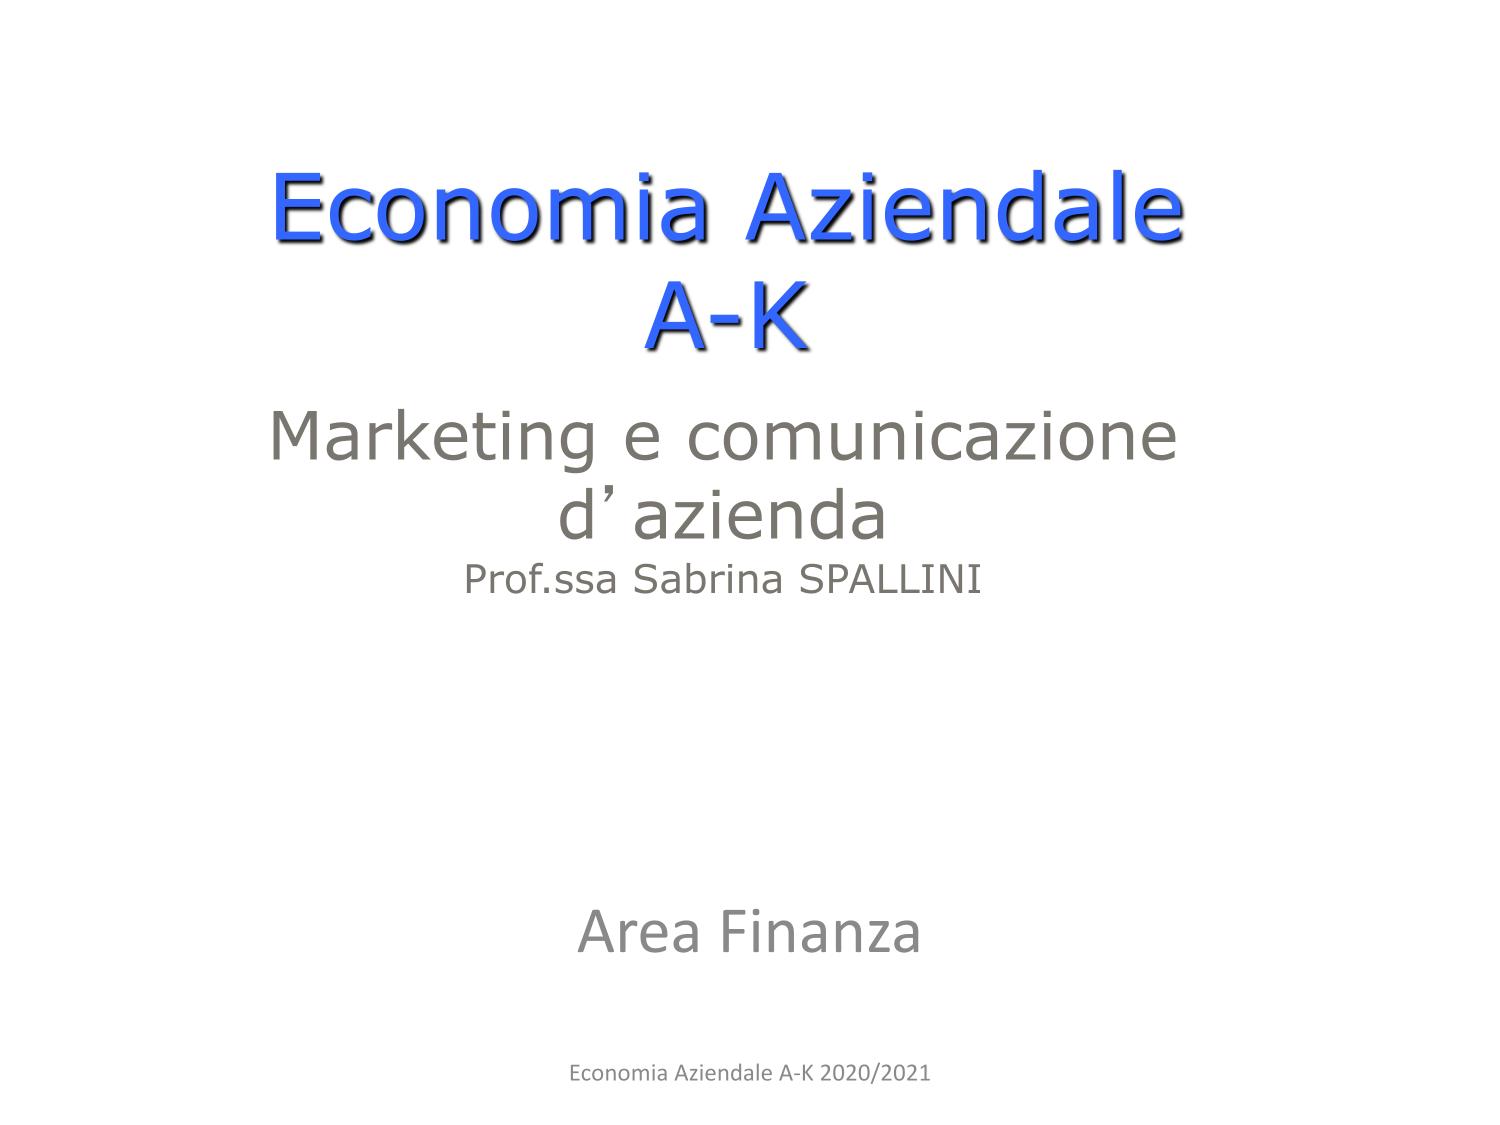 Economia Aziendale
A-K
Marketing e comunicazione
d’azienda
Prof.ssa Sabrina SPALLINI
Area Finanza
Economia Aziendale A-K 2020/2021